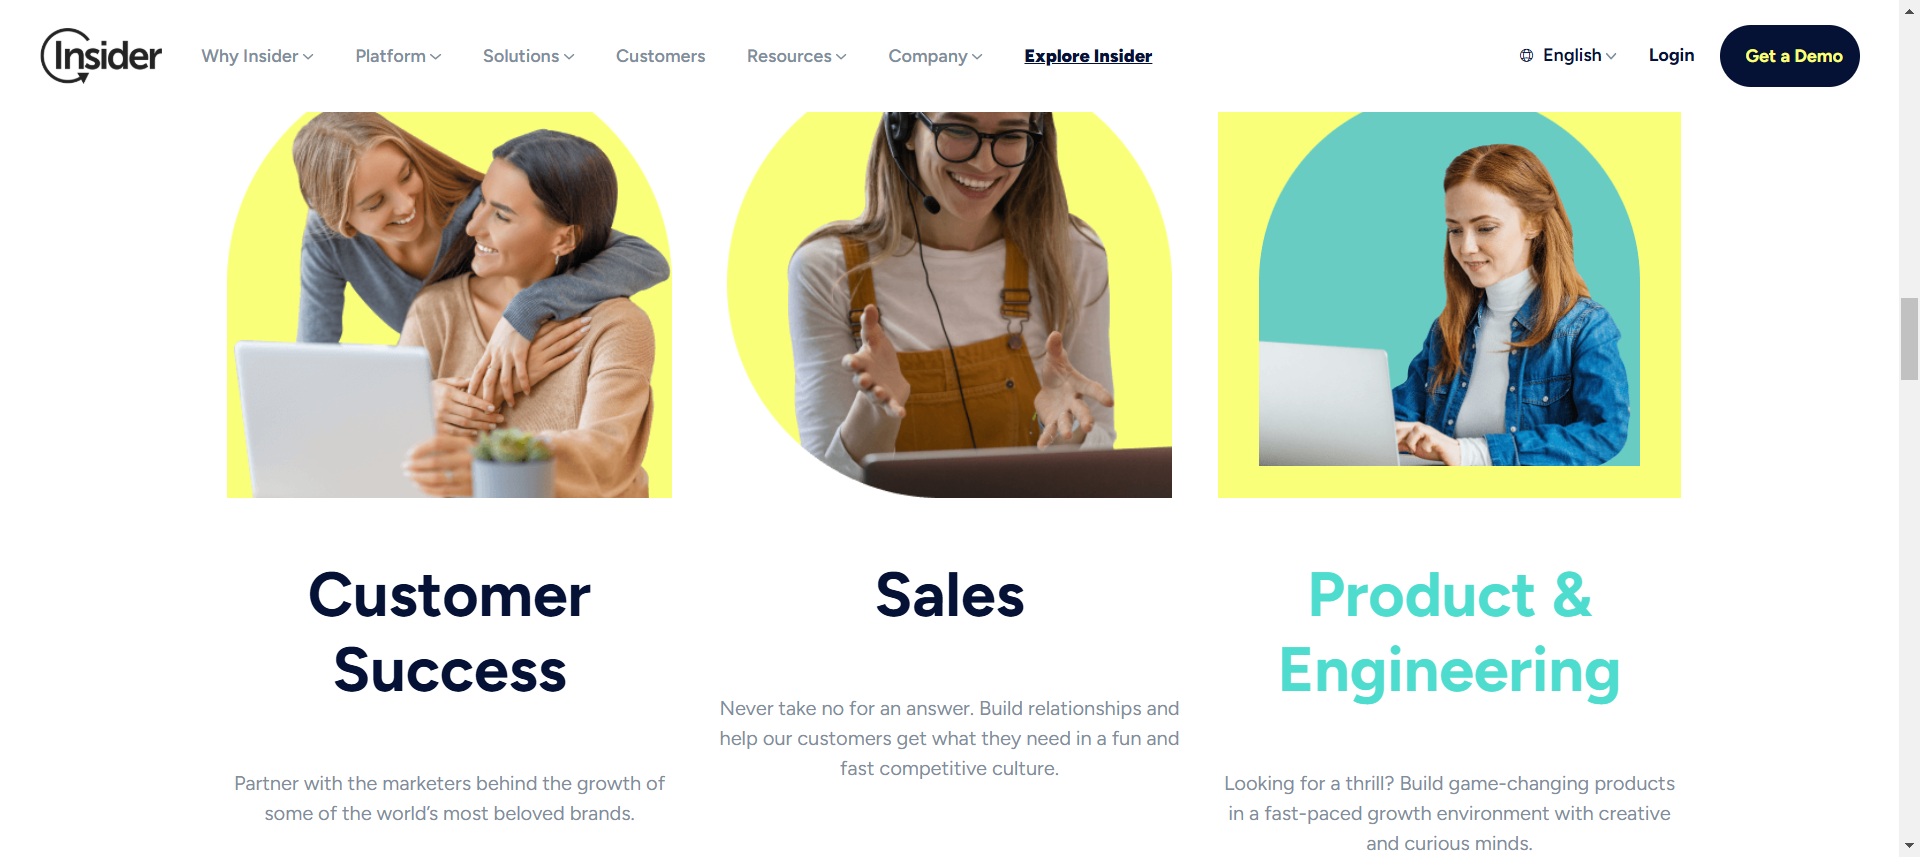 Insider
Why Insider
Platform
Solutions
Customers
Resources
Company
Explore Insider
English
Login
Get a Demo
Customer
Success
Partner with the marketers behind the growth of
some of the world’s most beloved brands.
Sales
Never take no for an answer. Build relationships and
help our customers get what they need in a fun and
fast competitive culture.
Product &
Engineering
Looking for a thrill? Build game-changing products
in a fast-paced growth environment with creative
and curious minds.